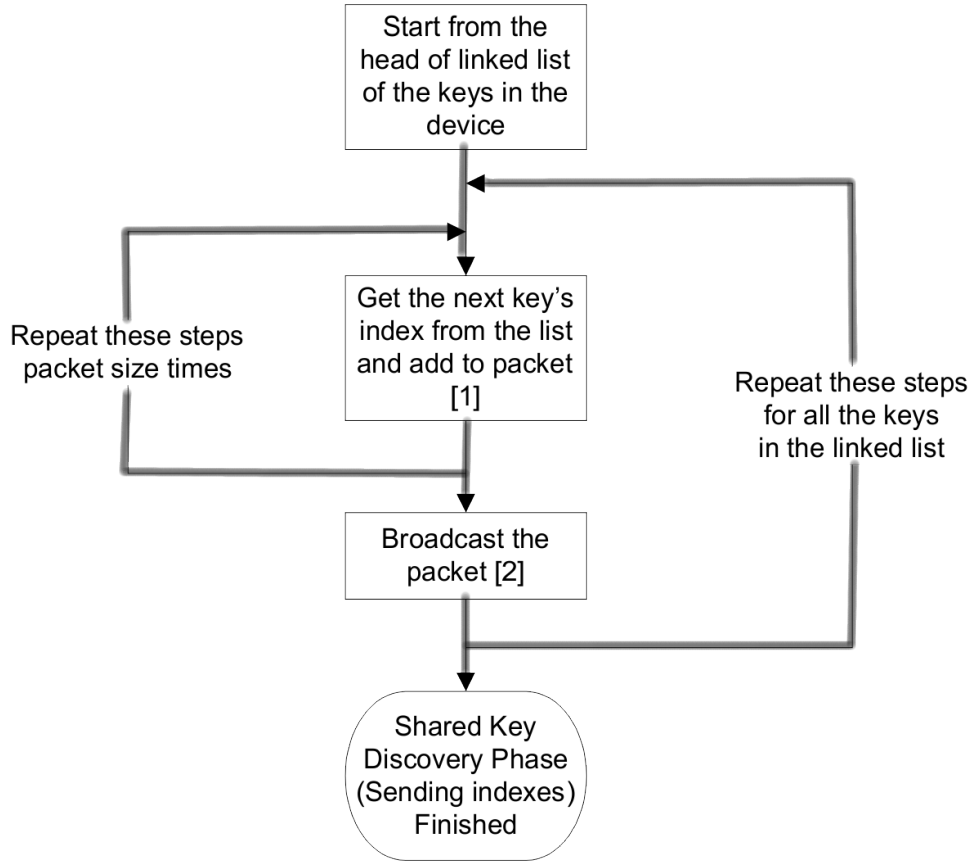 Start from the
head of linked list
of the keys in the
device
Get the next key’s
index from the list
and add to packet
[1]
Repeat these steps
packet size times
Repeat these steps
for all the keys
in the linked list
Broadcast the
packet [2]
Shared Key
Discovery Phase
(Sending indexes)
Finished